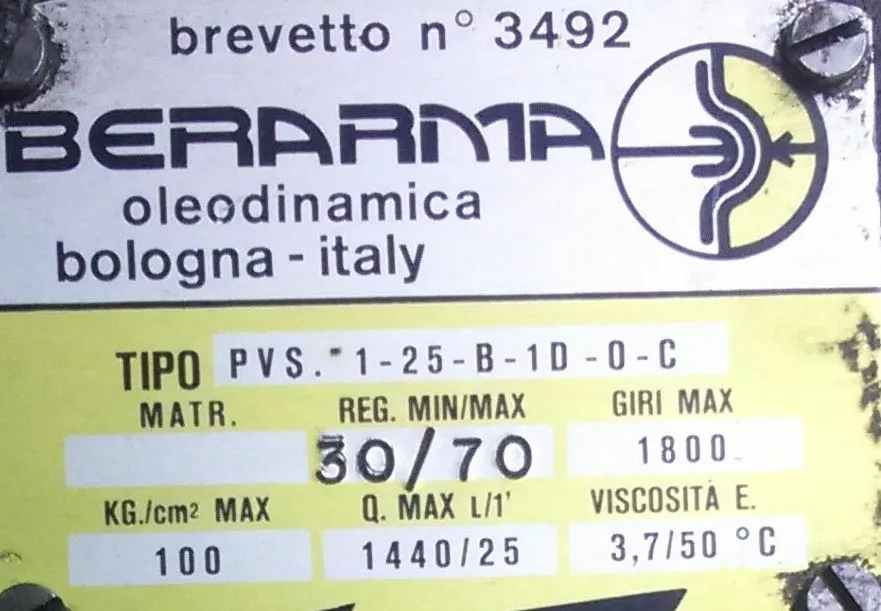 brevetto n° 3492
BERARMA
oleodinamica
bologna - italy
TIPO PVS. - 1-25-B-1D-0-C
MATR. REG. MIN/MAX GIRI MAX
30/70 1800
KG./cm² MAX Q. MAX L/1' VISCOSITÀ E.
100 1440/25 3,7/50 °C